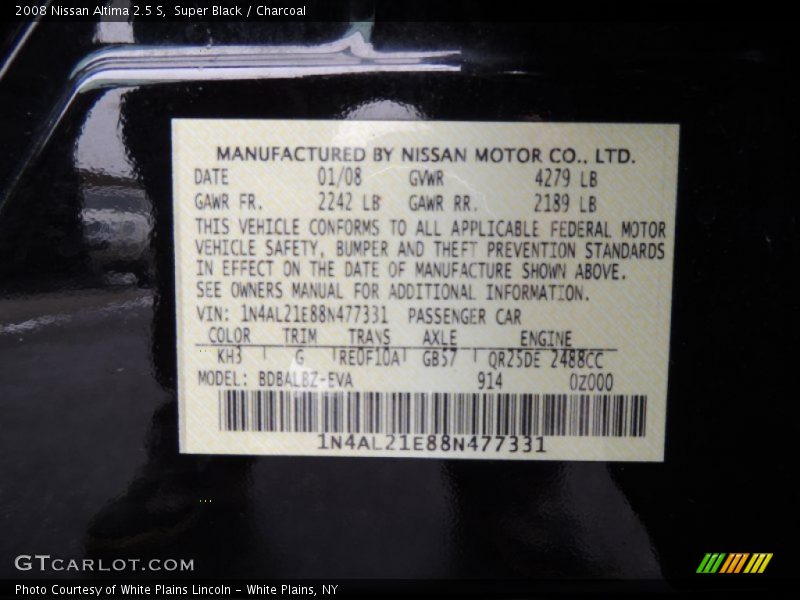 2008 Nissan Altima 2.5 S, Super Black / Charcoal
MANUFACTURED BY NISSAN MOTOR CO., LTD.
DATE 01/08 GVWR 4279 LB
GAWR FR. 2242 LB GAWR RR. 2189 LB
THIS VEHICLE CONFORMS TO ALL APPLICABLE FEDERAL MOTOR
VEHICLE SAFETY, BUMPER AND THEFT PREVENTION STANDARDS
IN EFFECT ON THE DATE OF MANUFACTURE SHOWN ABOVE.
SEE OWNERS MANUAL FOR ADDITIONAL INFORMATION.
VIN: 1N4AL21E88N477331 PASSENGER CAR
COLOR TRIM TRANS AXLE ENGINE
KH3 G RE0F10A GB57 QR25DE 2488CC
MODEL: BDBALBZ-EVA 914 0Z000
1N4AL21E88N477331
GTCARLOT.COM
Photo Courtesy of White Plains Lincoln - White Plains, NY